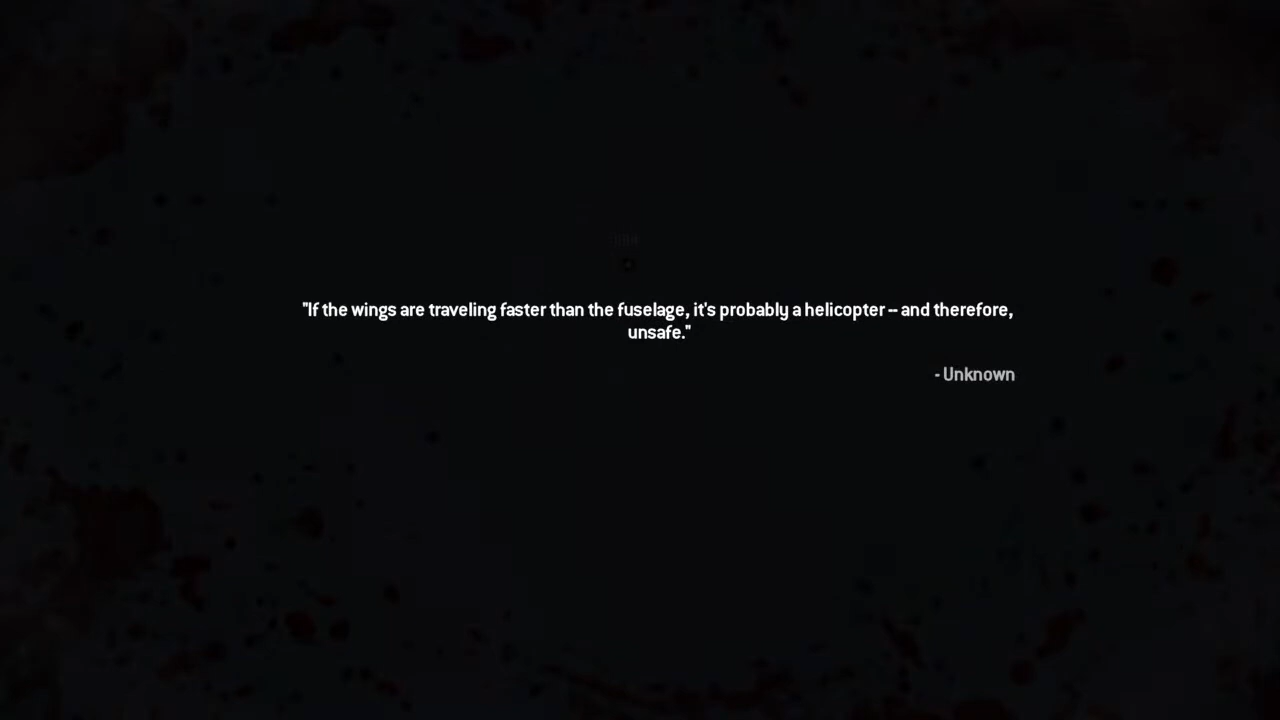 "If the wings are traveling faster than the fuselage, it's probably a helicopter -- and therefore,
unsafe."
- Unknown